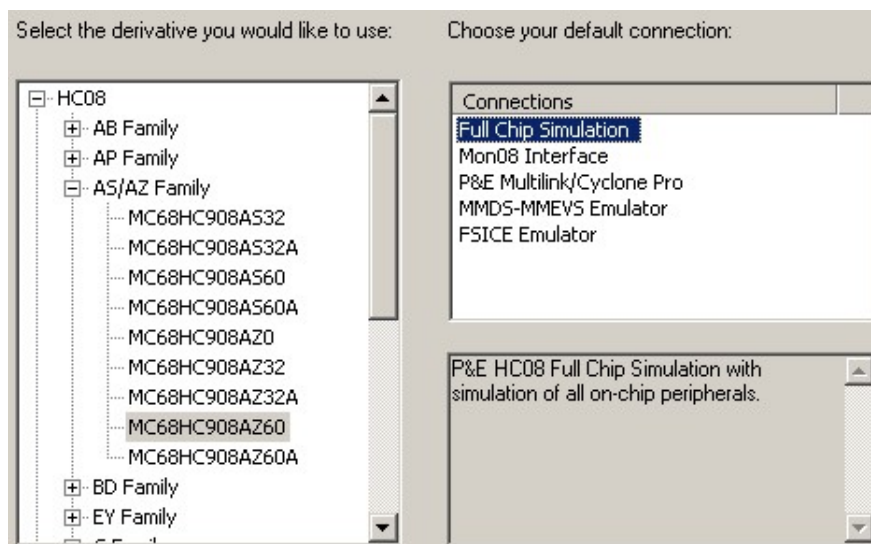 Select the derivative you would like to use:
HC08
AB Family
AP Family
AS/AZ Family
MC68HC908AS32
MC68HC908AS32A
MC68HC908AS60
MC68HC908AS60A
MC68HC908AZ0
MC68HC908AZ32
MC68HC908AZ32A
MC68HC908AZ60
MC68HC908AZ60A
BD Family
EY Family
Choose your default connection:
Connections
Full Chip Simulation
Mon08 Interface
P&E Multilink/Cyclone Pro
MMDS-MMEVS Emulator
FSICE Emulator
P&E HC08 Full Chip Simulation with
simulation of all on-chip peripherals.